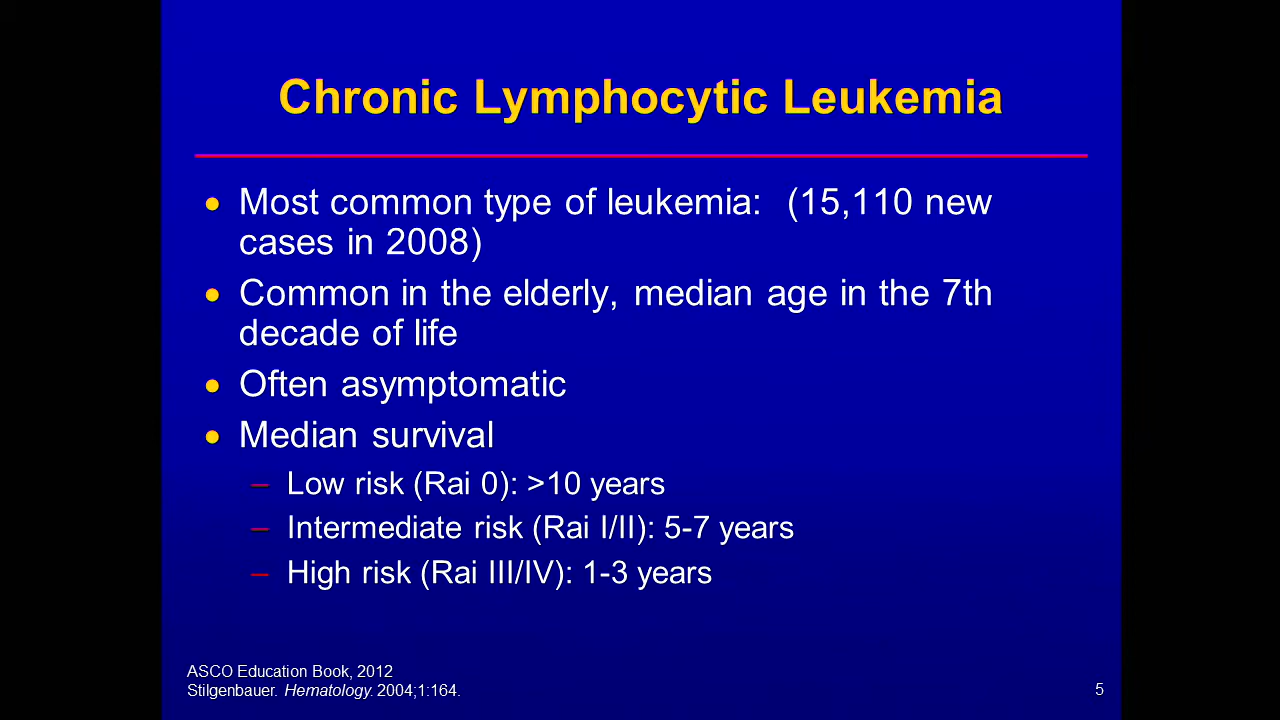 Chronic Lymphocytic Leukemia
• Most common type of leukemia: (15,110 new
cases in 2008)
• Common in the elderly, median age in the 7th
decade of life
• Often asymptomatic
• Median survival
– Low risk (Rai 0): >10 years
– Intermediate risk (Rai I/II): 5-7 years
– High risk (Rai III/IV): 1-3 years
ASCO Education Book, 2012
Stilgenbauer. Hematology. 2004;1:164.
5